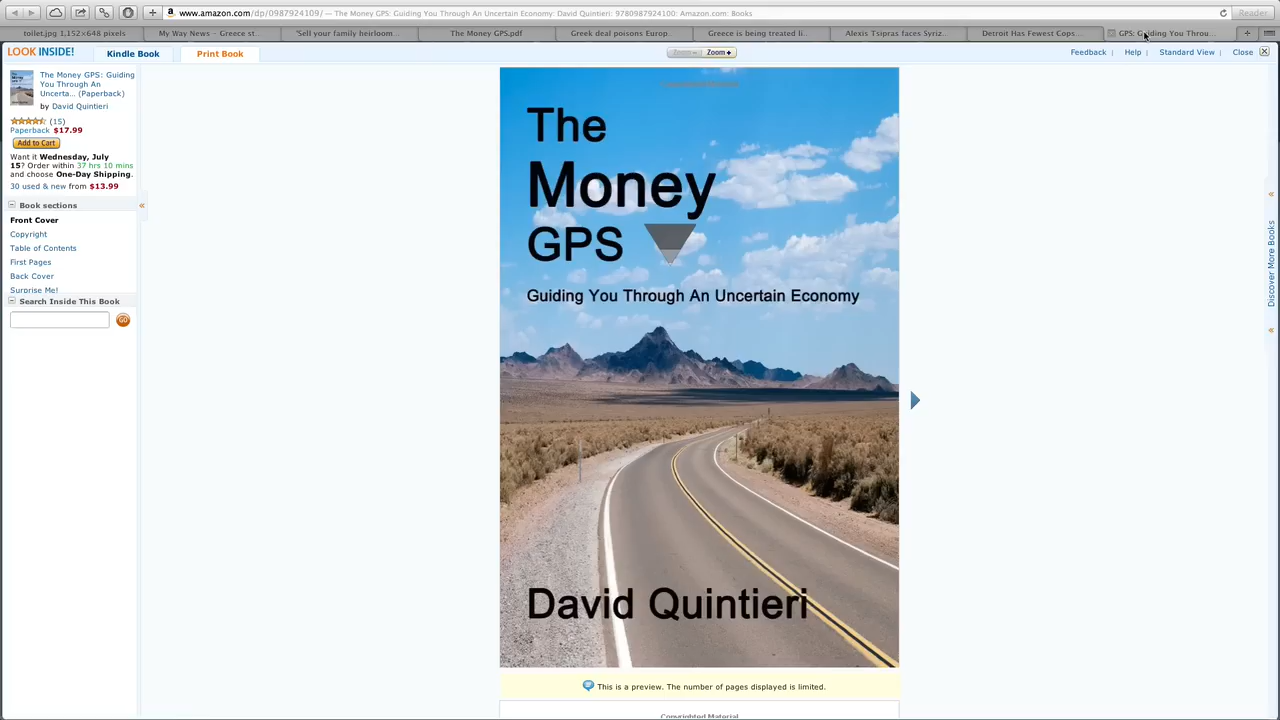 www.amazon.com/dp/0987924109/ — The Money GPS: Guiding You Through An Uncertain Economy: David Quintieri: 9780987924100: Amazon.com: Books
Reader
toilet.jpg 1,152×648 pixels
My Way News – Greece st...
"Sell your family heirloom...
The Money GPS.pdf
Greek deal poisons Europ...
Greece is being treated li...
Alexis Tsipras faces Syriz...
Detroit Has Fewest Cops...
GPS: Guiding You Throu...
LOOK INSIDE!
Kindle Book
Print Book
Zoom
Zoom
Feedback
Help
Standard View
Close
The Money GPS: Guiding
You Through An
Uncerta... (Paperback)
by David Quintieri
(15)
Paperback $17.99
Add to Cart
Want it Wednesday, July
15? Order within 37 hrs 10 mins
and choose One-Day Shipping.
30 used & new from $13.99
Book sections
Front Cover
Copyright
Table of Contents
First Pages
Back Cover
Surprise Me!
Search Inside This Book
GO
The
Money
GPS
Guiding You Through An Uncertain Economy
David Quintieri
This is a preview. The number of pages displayed is limited.
Copyrighted Material
Discover More Books